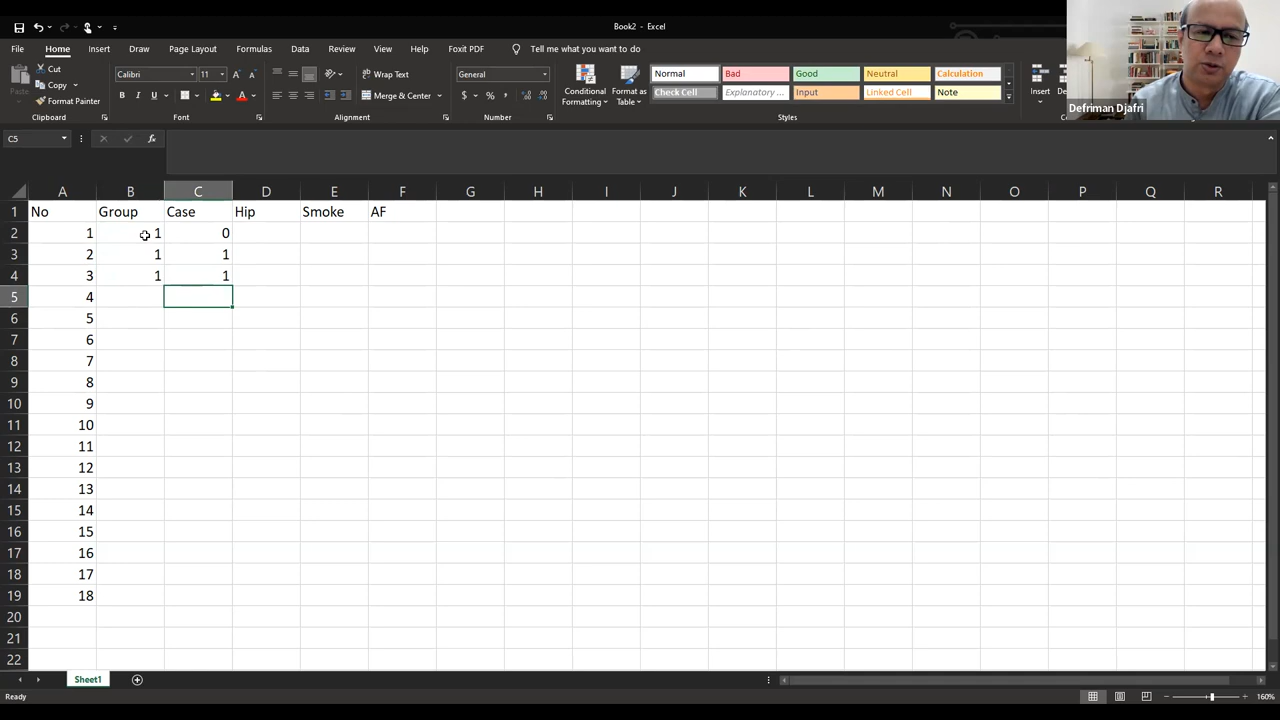 Book2 - Excel
File Home Insert Draw Page Layout Formulas Data Review View Help Foxit PDF Tell me what you want to do
Cut
Copy
Format Painter
Paste
Clipboard
Calibri 11
B I U
Font
Wrap Text
Merge & Center
Alignment
General
Number
Conditional Formatting
Format as Table
Normal Bad Good Neutral Calculation
Check Cell Explanatory ... Input Linked Cell Note
Styles
Insert
Defriman Djafri
C5
A B C D E F G H I J K L M N O P Q R
1 No Group Case Hip Smoke AF
2 1 1 0
3 2 1 1
4 3 1 1
5 4
6 5
7 6
8 7
9 8
10 9
11 10
12 11
13 12
14 13
15 14
16 15
17 16
18 17
19 18
20
21
22
Sheet1
Ready
160%